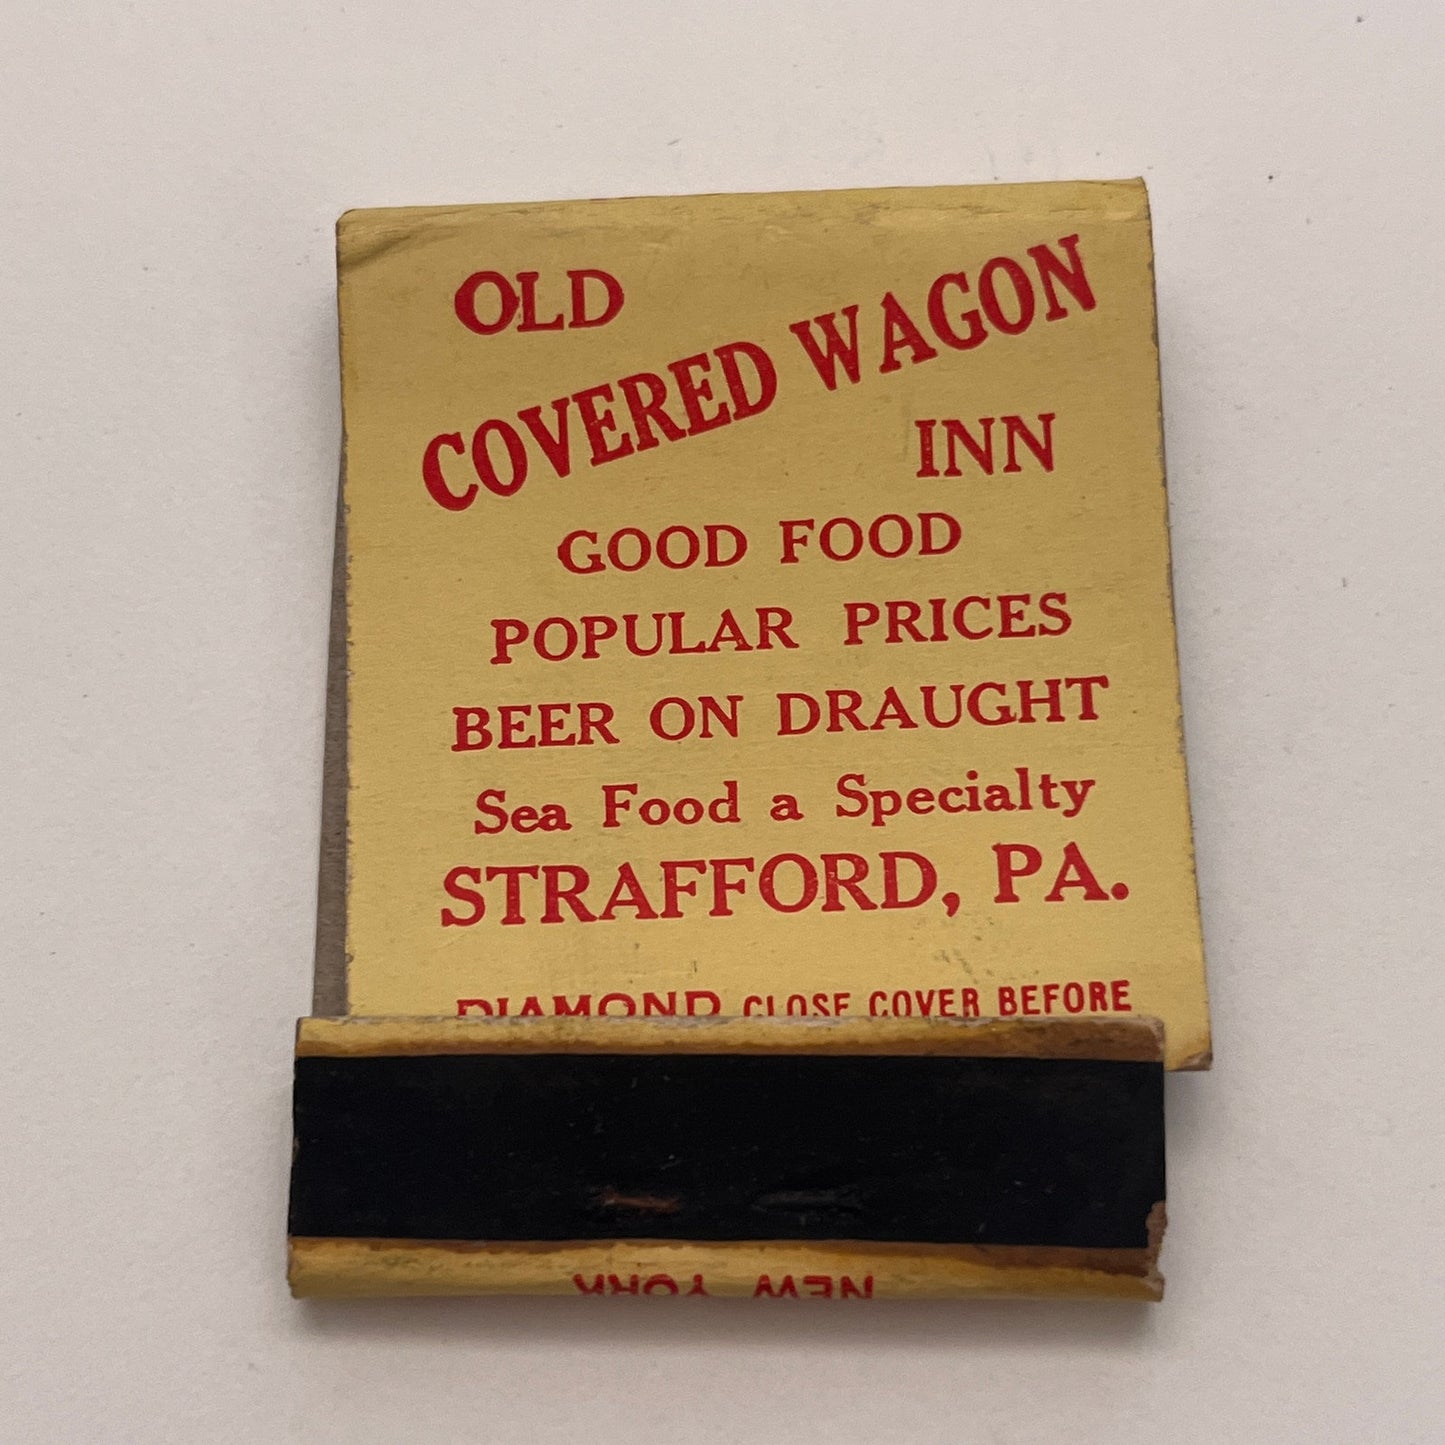 OLD
COVERED WAGON
INN
GOOD FOOD
POPULAR PRICES
BEER ON DRAUGHT
Sea Food a Specialty
STRAFFORD, PA.
DIAMOND CLOSE COVER BEFORE
NEW YORK